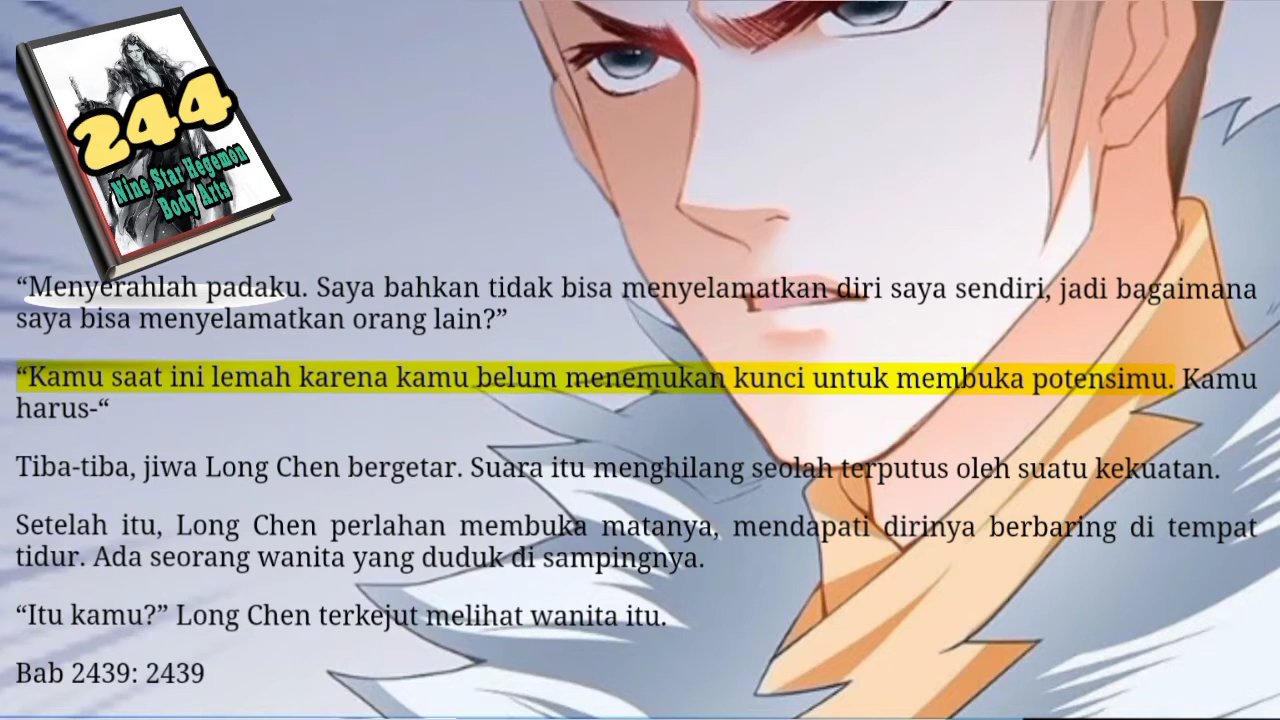 244
Nine Star Hegemon
Body Arts
“Menyerahlah padaku. Saya bahkan tidak bisa menyelamatkan diri saya sendiri, jadi bagaimana
saya bisa menyelamatkan orang lain?”
“Kamu saat ini lemah karena kamu belum menemukan kunci untuk membuka potensimu. Kamu
harus-“
Tiba-tiba, jiwa Long Chen bergetar. Suara itu menghilang seolah terputus oleh suatu kekuatan.
Setelah itu, Long Chen perlahan membuka matanya, mendapati dirinya berbaring di tempat
tidur. Ada seorang wanita yang duduk di sampingnya.
“Itu kamu?” Long Chen terkejut melihat wanita itu.
Bab 2439: 2439